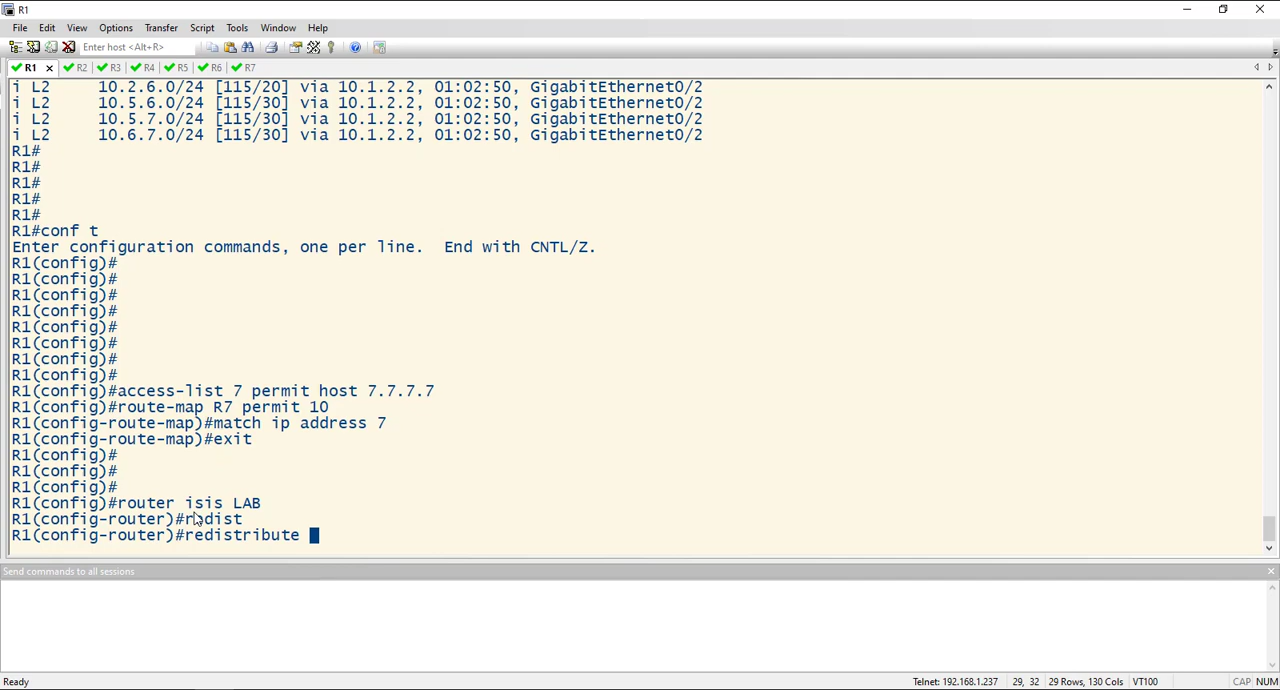 R1
File Edit View Options Transfer Script Tools Window Help
Enter host <Alt+R>
R1 R2 R3 R4 R5 R6 R7
i L2 10.2.6.0/24 [115/20] via 10.1.2.2, 01:02:50, GigabitEthernet0/2
i L2 10.5.6.0/24 [115/30] via 10.1.2.2, 01:02:50, GigabitEthernet0/2
i L2 10.5.7.0/24 [115/30] via 10.1.2.2, 01:02:50, GigabitEthernet0/2
i L2 10.6.7.0/24 [115/30] via 10.1.2.2, 01:02:50, GigabitEthernet0/2
R1#
R1#
R1#
R1#
R1#
R1#conf t
Enter configuration commands, one per line. End with CNTL/Z.
R1(config)#
R1(config)#
R1(config)#
R1(config)#
R1(config)#
R1(config)#
R1(config)#
R1(config)#
R1(config)#access-list 7 permit host 7.7.7.7
R1(config)#route-map R7 permit 10
R1(config-route-map)#match ip address 7
R1(config-route-map)#exit
R1(config)#
R1(config)#
R1(config)#
R1(config)#router isis LAB
R1(config-router)#redist
R1(config-router)#redistribute
Send commands to all sessions
Ready Telnet: 192.168.1.237 29, 32 29 Rows, 130 Cols VT100 CAP NUM